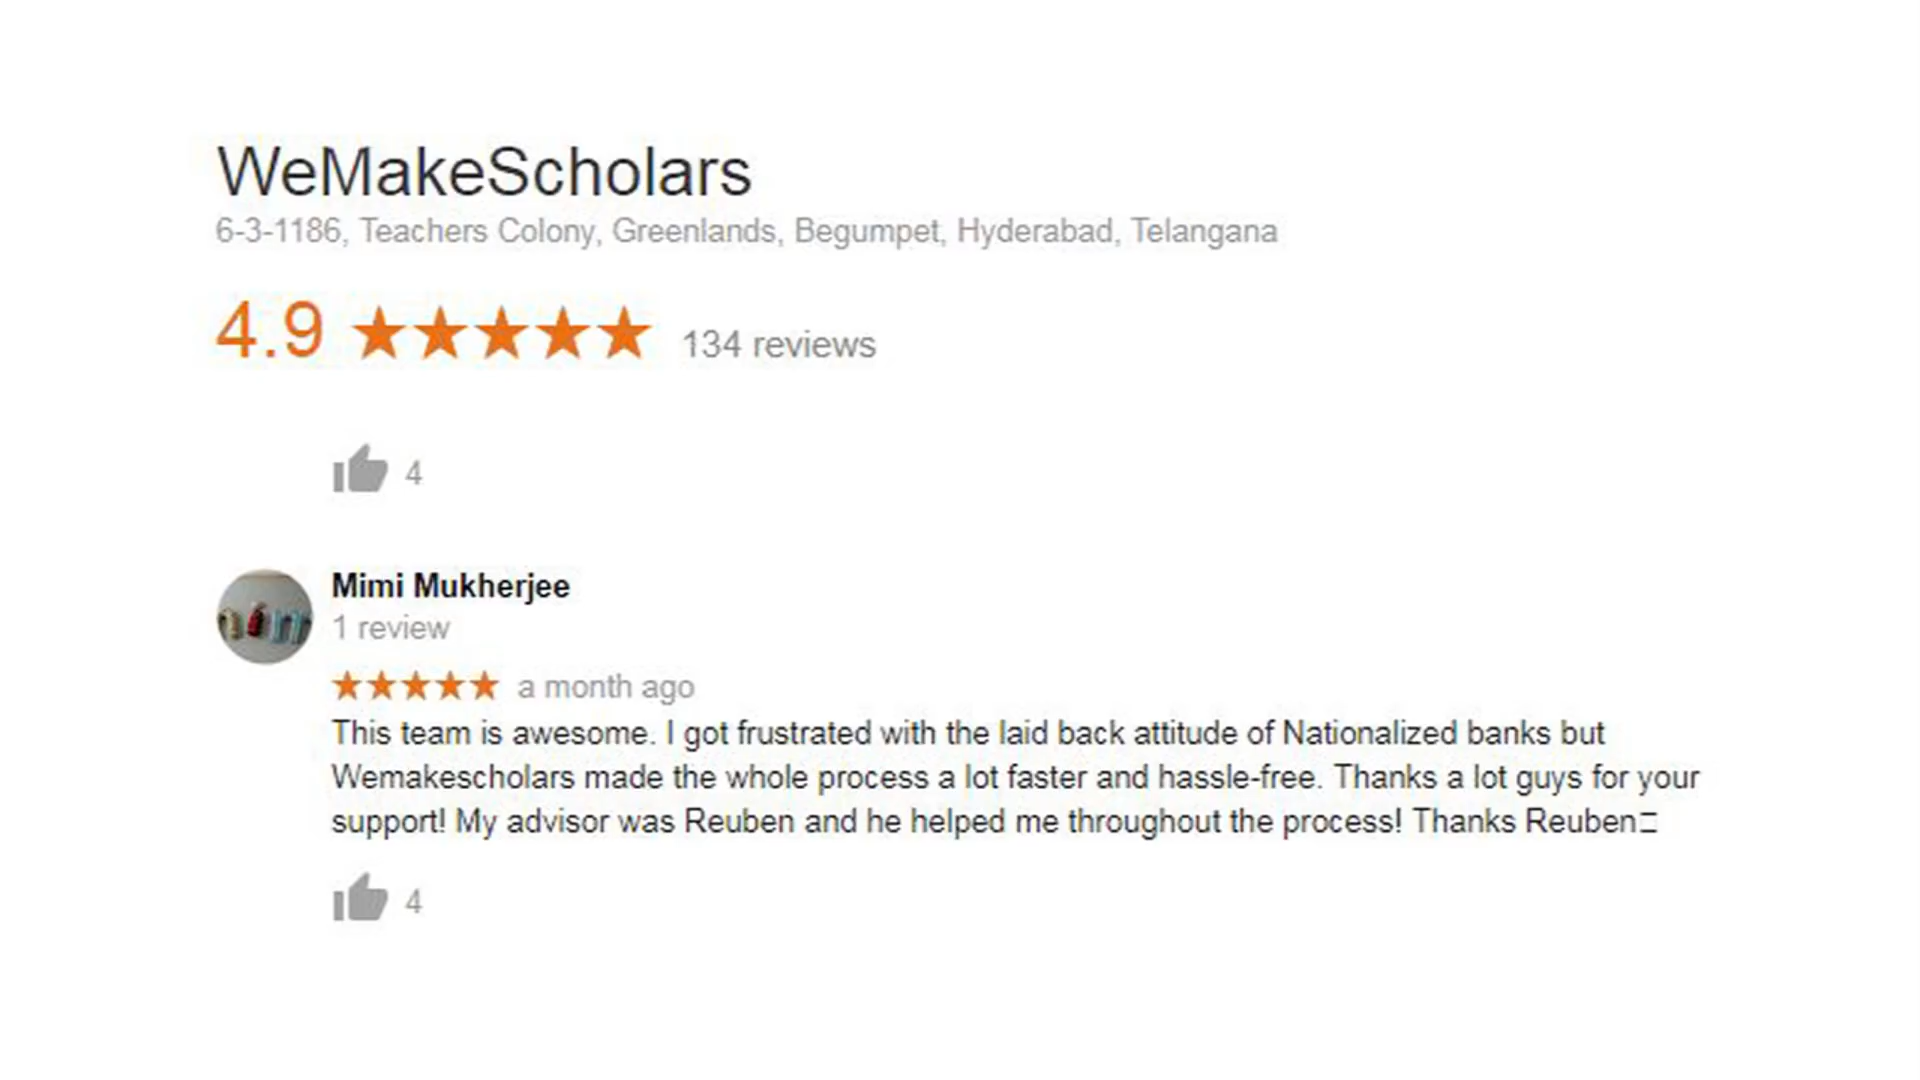 WeMakeScholars
6-3-1186, Teachers Colony, Greenlands, Begumpet, Hyderabad, Telangana
4.9 ★★★★★ 134 reviews
4
Mimi Mukherjee
1 review
★★★★★ a month ago
This team is awesome. I got frustrated with the laid back attitude of Nationalized banks but
Wemakescholars made the whole process a lot faster and hassle-free. Thanks a lot guys for your
support! My advisor was Reuben and he helped me throughout the process! Thanks Reuben
4